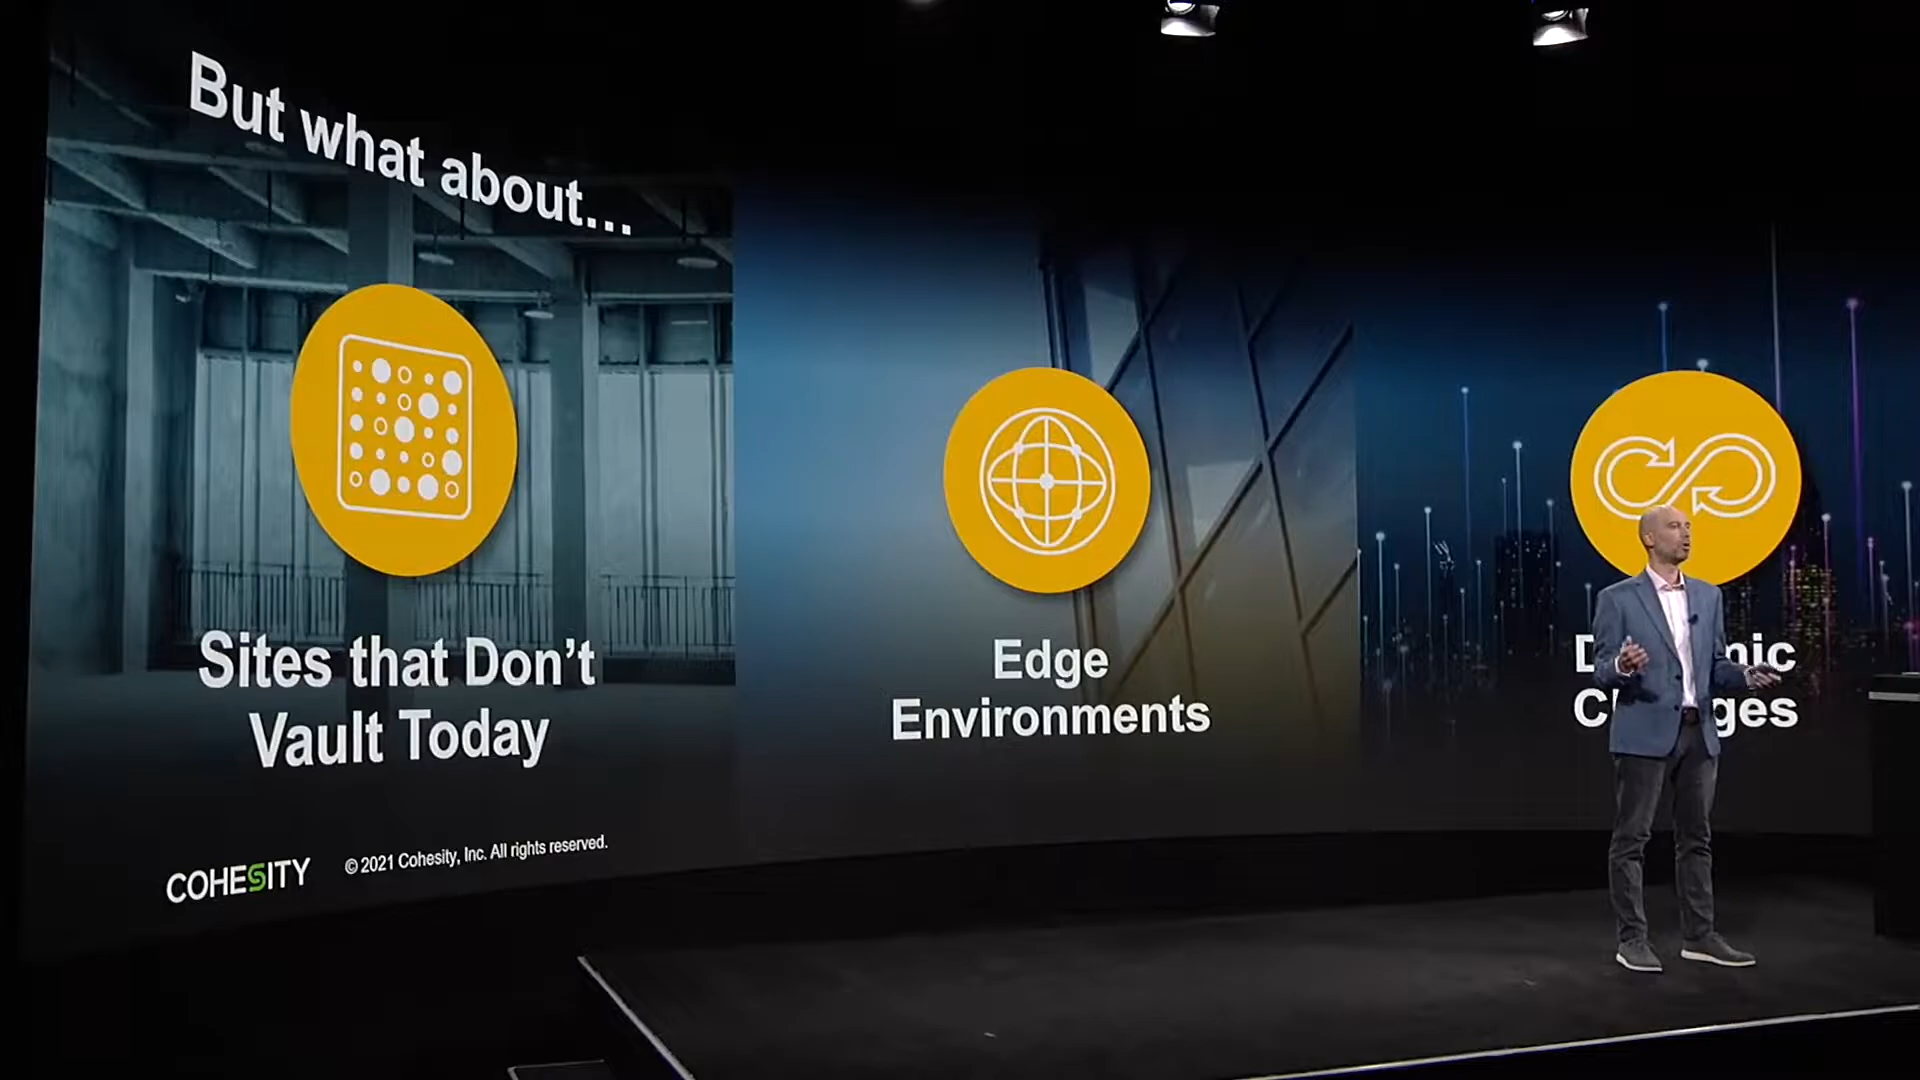 But what about...
Sites that Don't
Vault Today
Edge
Environments
COHESITY
© 2021 Cohesity, Inc. All rights reserved.